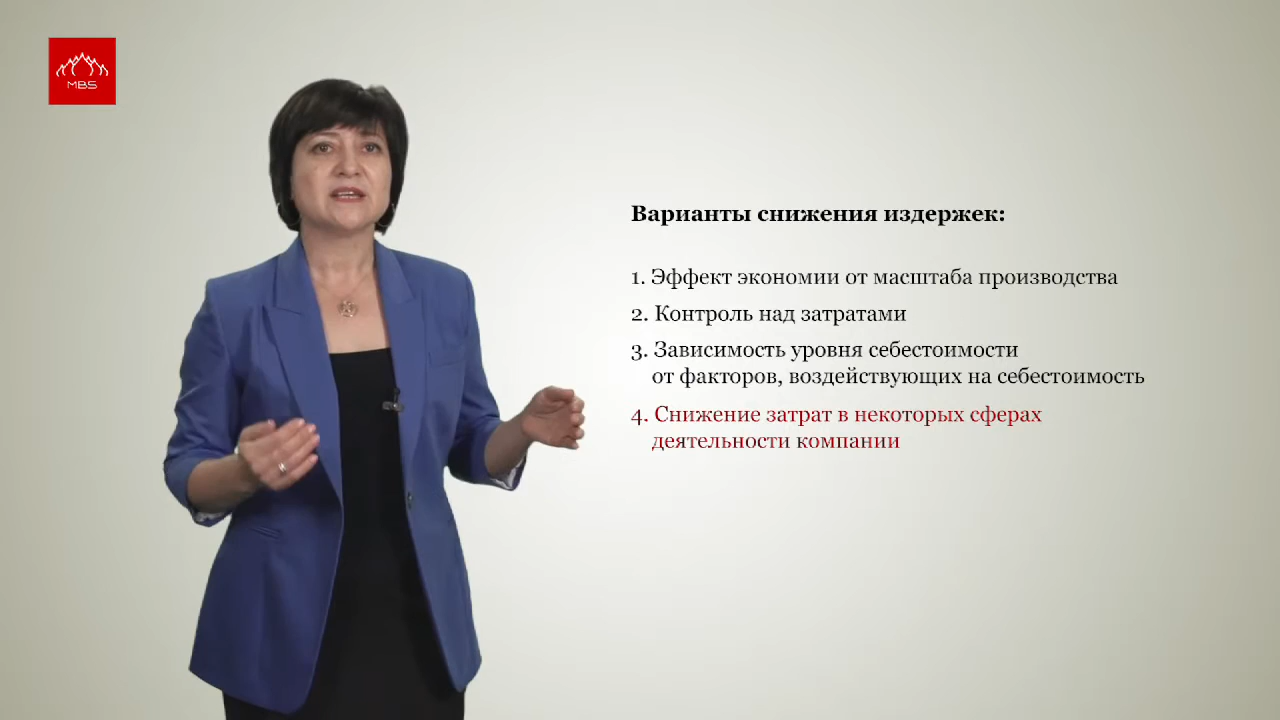 MBS
Варианты снижения издержек:
1. Эффект экономии от масштаба производства
2. Контроль над затратами
3. Зависимость уровня себестоимости
от факторов, воздействующих на себестоимость
4. Снижение затрат в некоторых сферах
деятельности компании